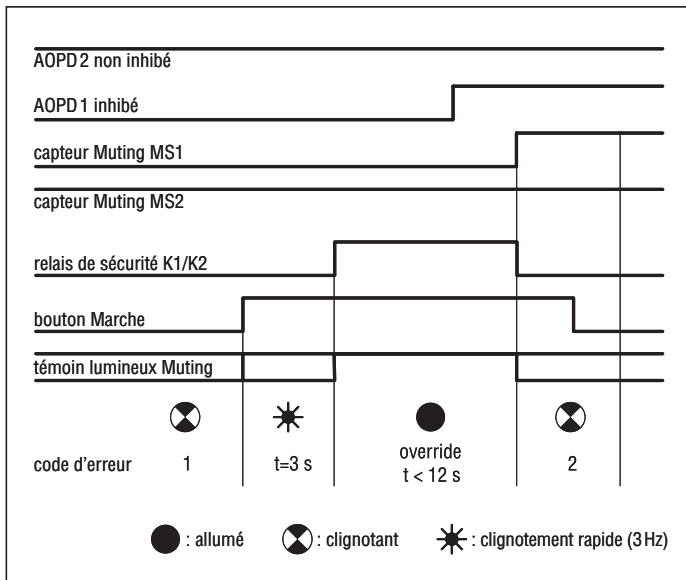 AOPD 2 non inhibé
AOPD 1 inhibé
capteur Muting MS1
capteur Muting MS2
relais de sécurité K1/K2
bouton Marche
témoin lumineux Muting
code d'erreur 1 t=3 s override t < 12 s 2
: allumé : clignotant : clignotement rapide (3 Hz)